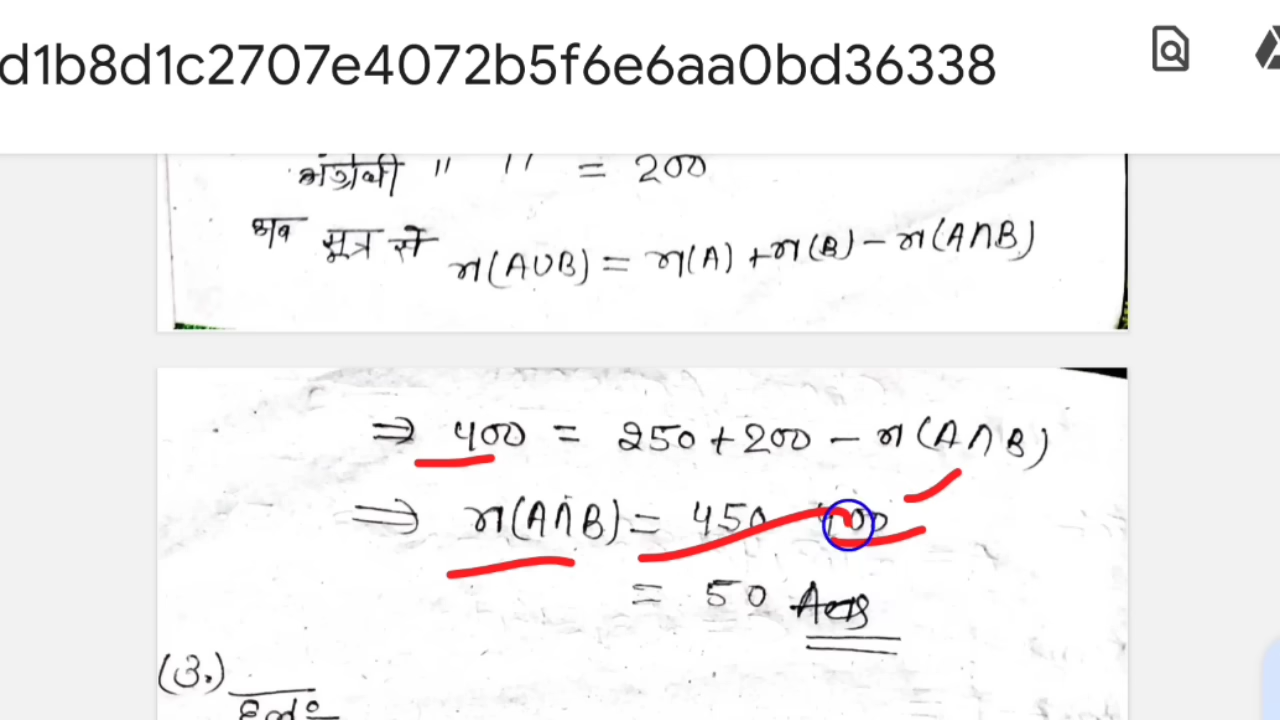 d1b8d1c2707e4072b5f6e6aa0bd36338
अंग्रेजी " " = 200
अब सूत्र से n(A∪B) = n(A) + n(B) − n(A∩B)
⇒ 400 = 250 + 200 − n(A∩B)
⇒ n(A∩B) = 450 400
= 50 Ans
(3.)